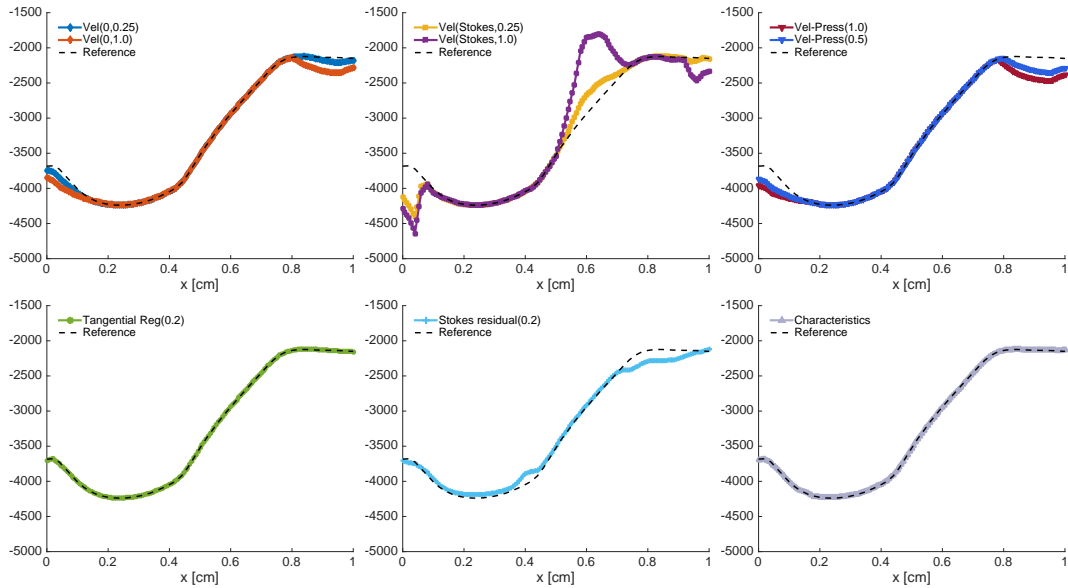 -1500
Vel(0,0.25)
Vel(0,1.0)
Reference
-2000
-2500
-3000
-3500
-4000
-4500
-5000
0 0.2 0.4 0.6 0.8 1
x [cm]
-1500
Vel(Stokes,0.25)
Vel(Stokes,1.0)
Reference
-2000
-2500
-3000
-3500
-4000
-4500
-5000
0 0.2 0.4 0.6 0.8 1
x [cm]
-1500
Vel-Press(1.0)
Vel-Press(0.5)
Reference
-2000
-2500
-3000
-3500
-4000
-4500
-5000
0 0.2 0.4 0.6 0.8 1
x [cm]
-1500
Tangential Reg(0.2)
Reference
-2000
-2500
-3000
-3500
-4000
-4500
-5000
0 0.2 0.4 0.6 0.8 1
x [cm]
-1500
Stokes residual(0.2)
Reference
-2000
-2500
-3000
-3500
-4000
-4500
-5000
0 0.2 0.4 0.6 0.8 1
x [cm]
-1500
Characteristics
Reference
-2000
-2500
-3000
-3500
-4000
-4500
-5000
0 0.2 0.4 0.6 0.8 1
x [cm]